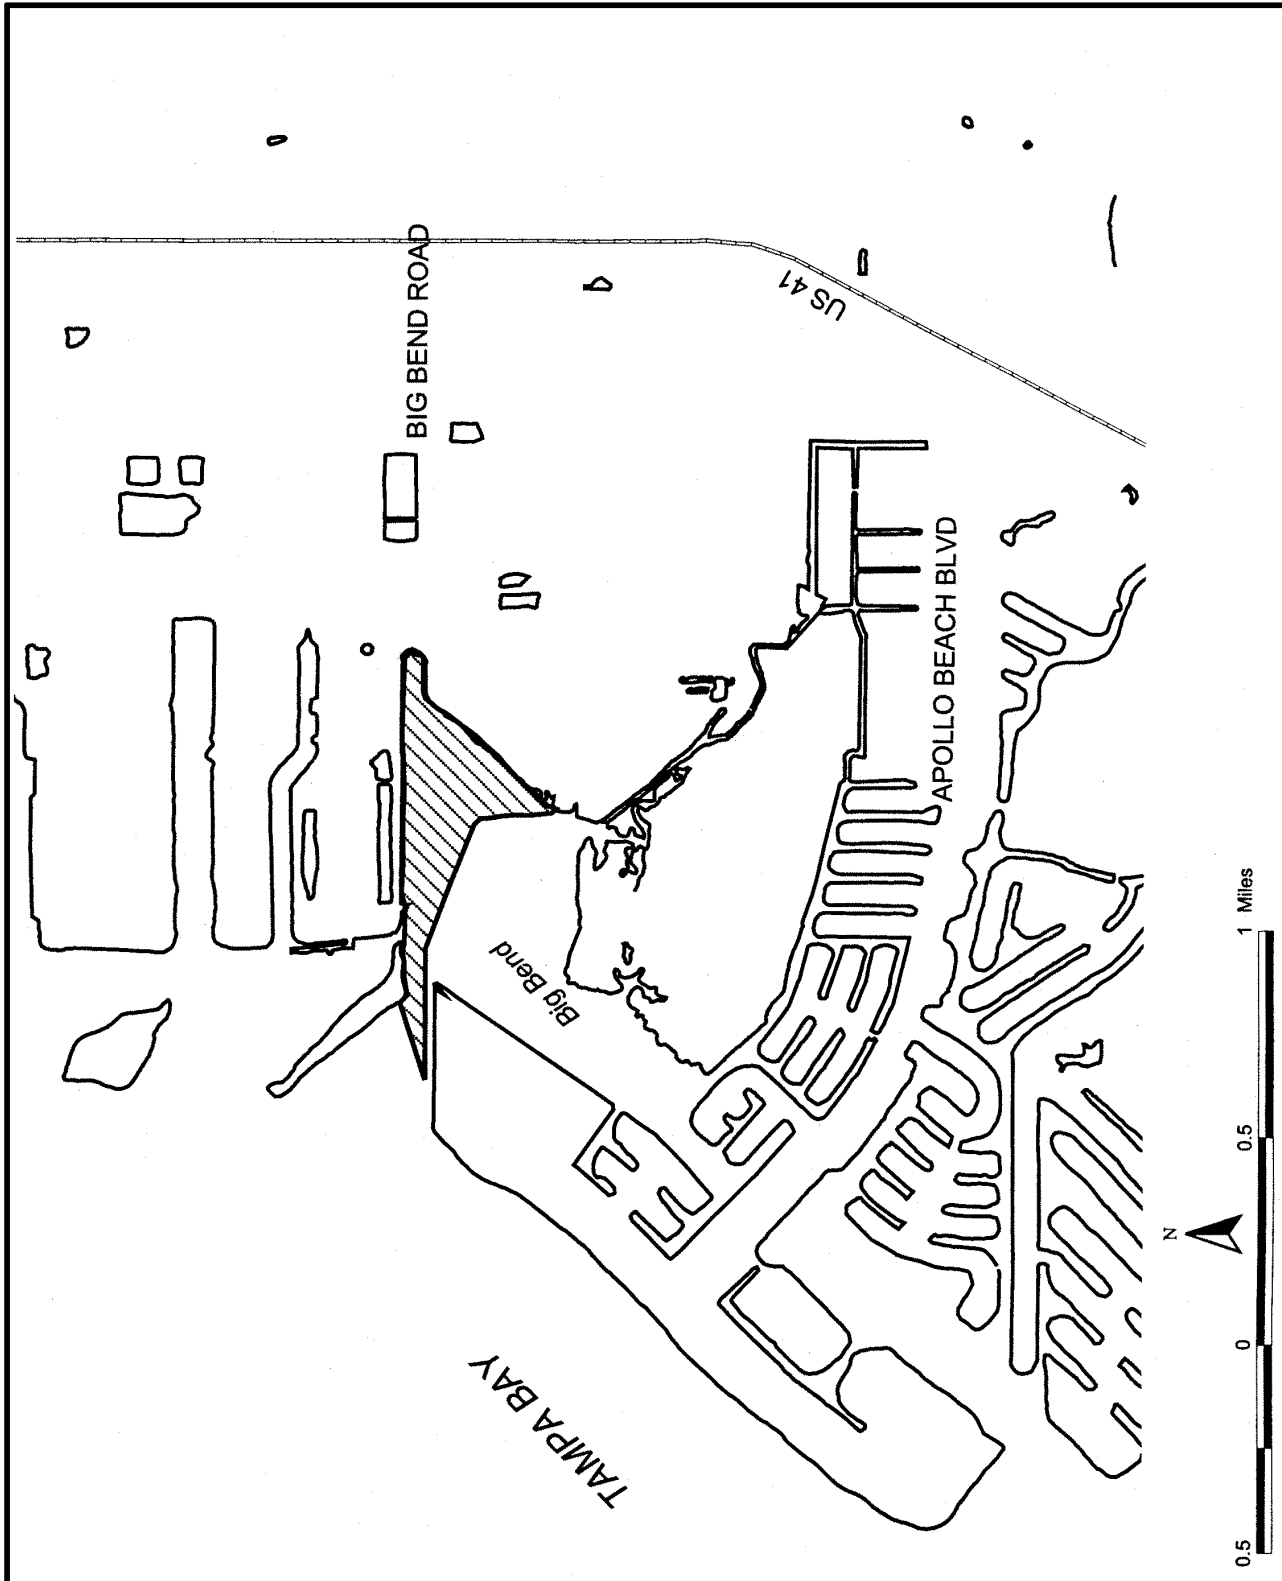 BIG BEND ROAD
US 41
Big Bend
APOLLO BEACH BLVD
TAMPA BAY
N
0.5 0 0.5 1 Miles